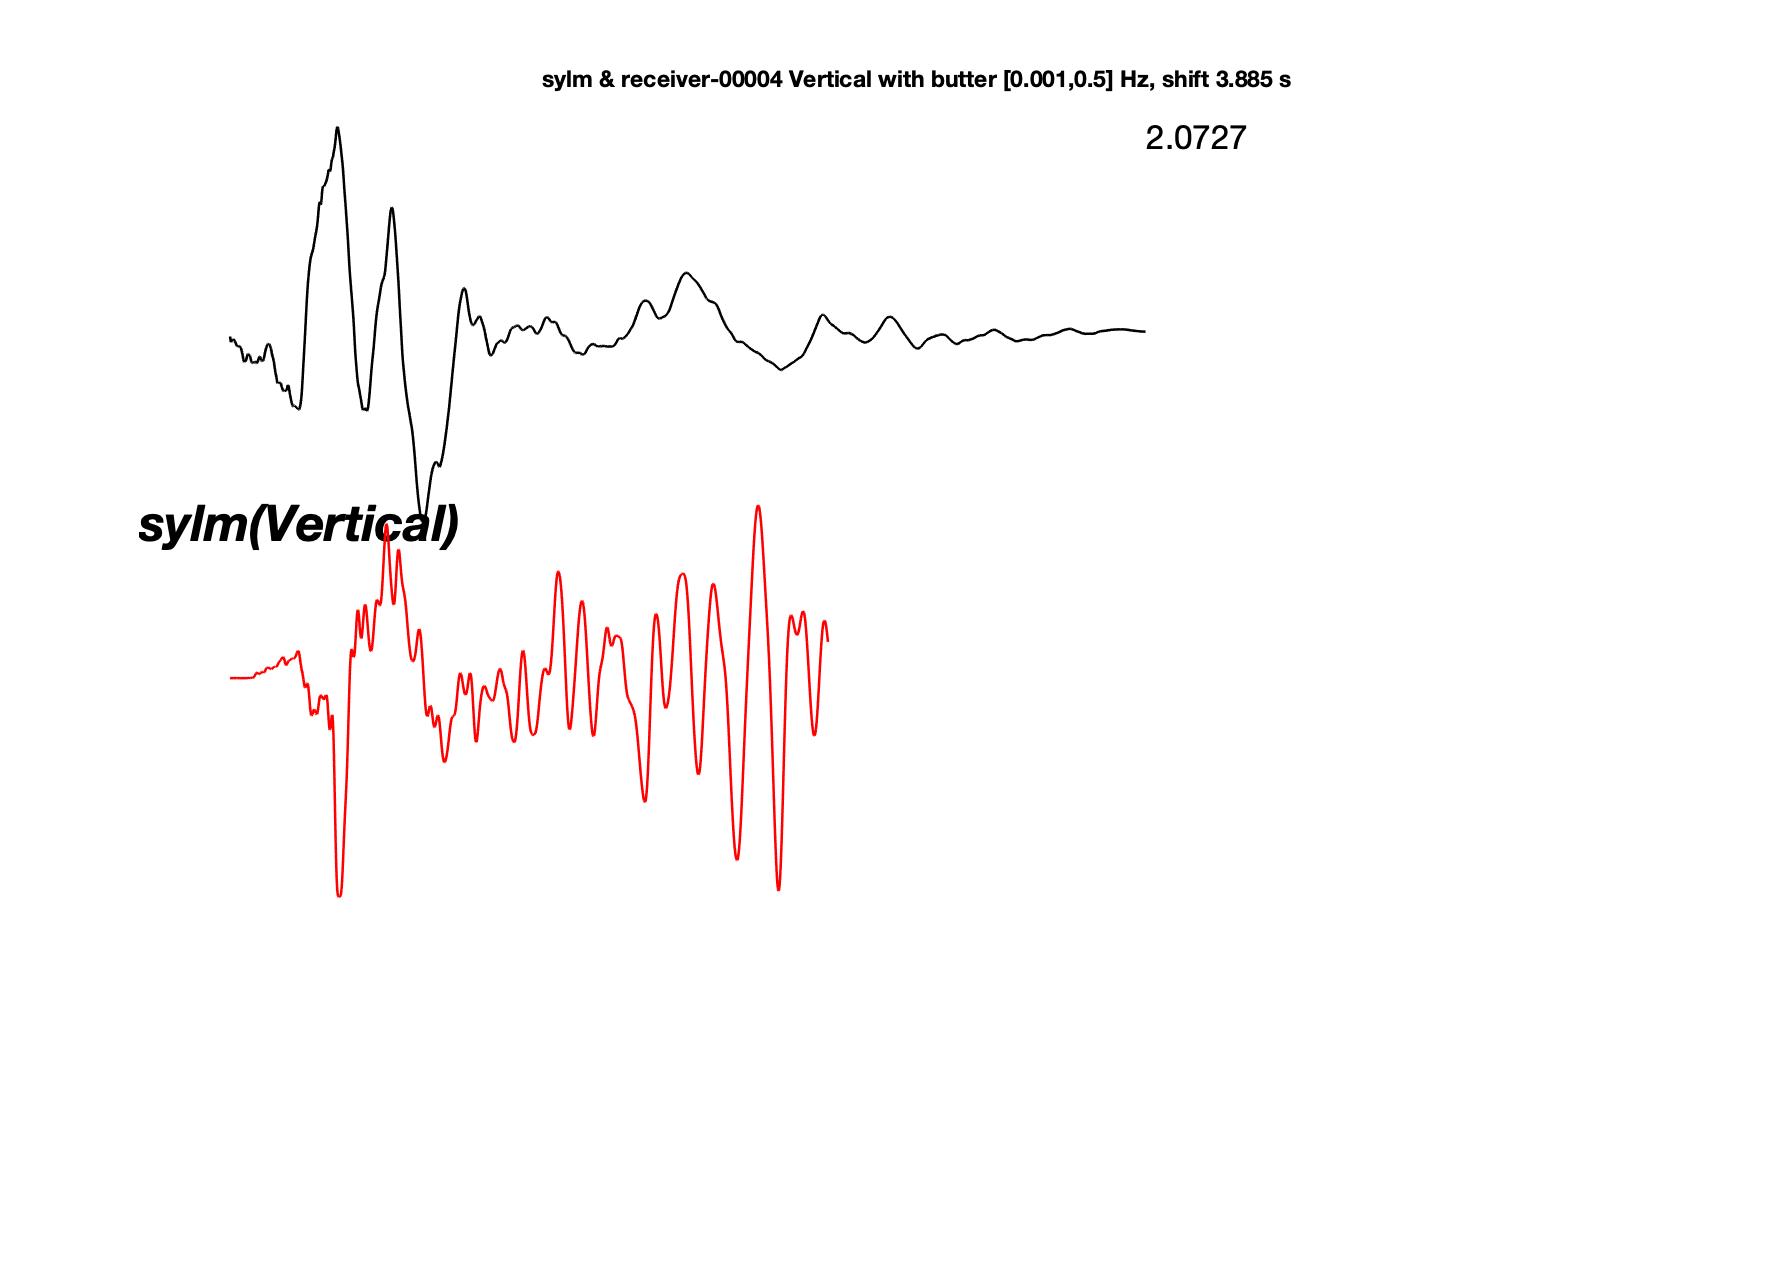 sylm & receiver-00004 Vertical with butter [0.001,0.5] Hz, shift 3.885 s
2.0727
sylm(Vertical)